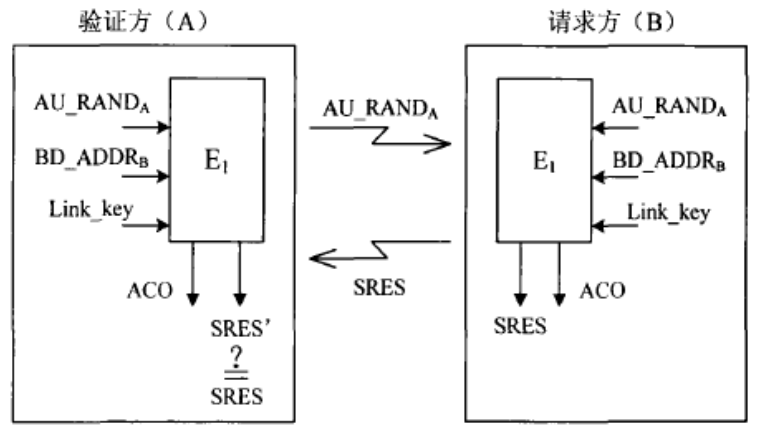 验证方（A）
请求方（B）
AU_RANDA
BD_ADDRB
Link_key
E1
ACO
SRES’
?
=
SRES
AU_RANDA
SRES
E1
AU_RANDA
BD_ADDRB
Link_key
SRES
ACO